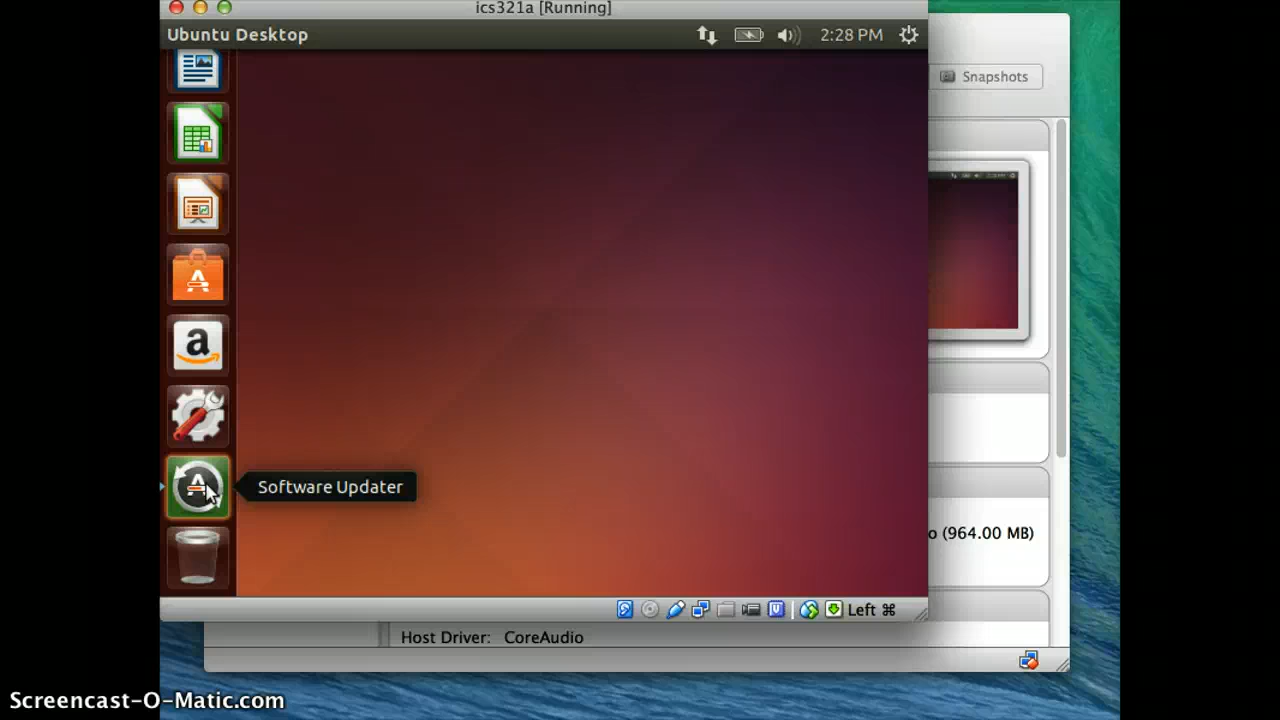 ics321a [Running]
Ubuntu Desktop
2:28 PM
Snapshots
a
Software Updater
o (964.00 MB)
Left ⌘
Host Driver: CoreAudio
Screencast-O-Matic.com